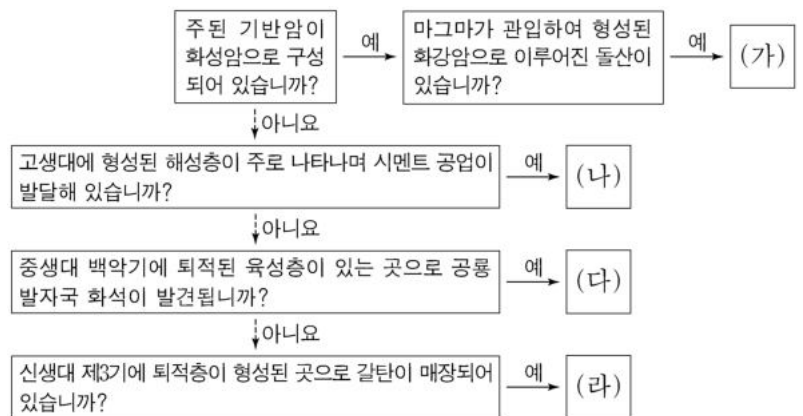 주된 기반암이
화성암으로 구성
되어 있습니까?
예
마그마가 관입하여 형성된
화강암으로 이루어진 돌산이
있습니까?
예
(가)
아니요
고생대에 형성된 해성층이 주로 나타나며 시멘트 공업이
발달해 있습니까?
예
(나)
아니요
중생대 백악기에 퇴적된 육성층이 있는 곳으로 공룡
발자국 화석이 발견됩니까?
예
(다)
아니요
신생대 제3기에 퇴적층이 형성된 곳으로 갈탄이 매장되어
있습니까?
예
(라)